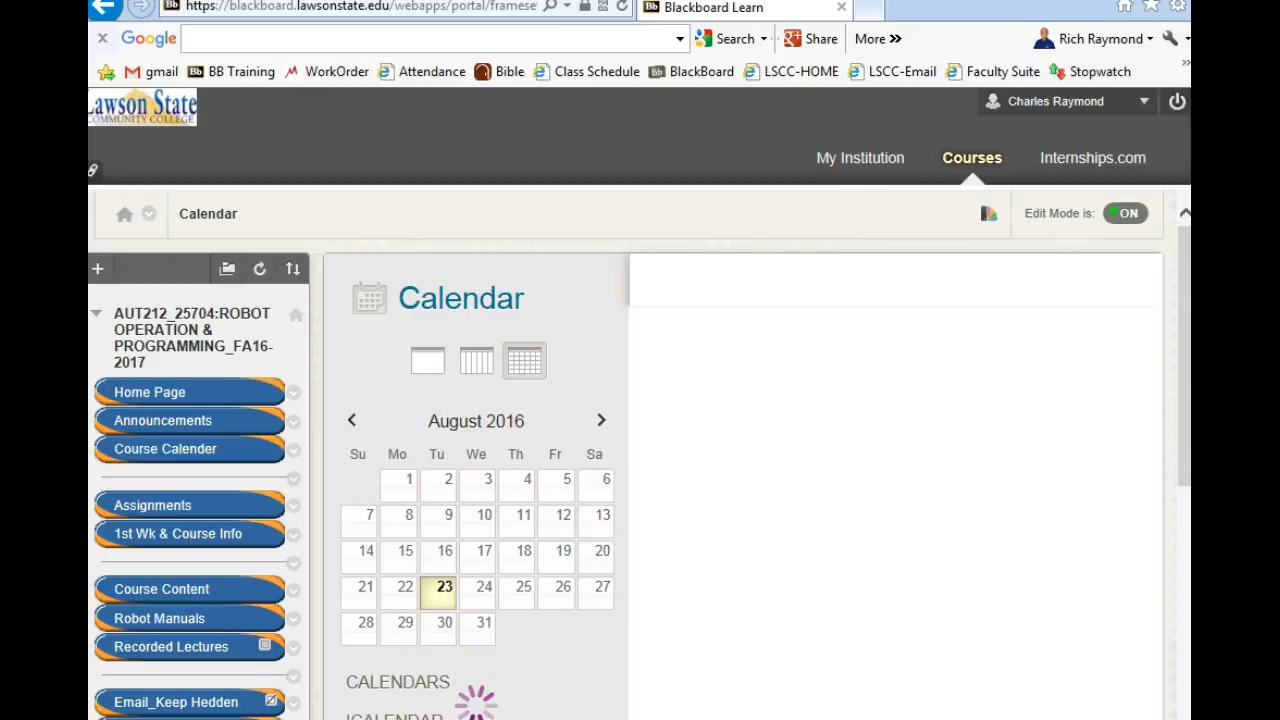 https://blackboard.lawsonstate.edu/webapps/portal/framese
Bb Blackboard Learn
x Google Search Share More » Rich Raymond
gmail Bb BB Training WorkOrder Attendance Bible Class Schedule Bb BlackBoard LSCC-HOME LSCC-Email Faculty Suite Stopwatch »
Lawson State
COMMUNITY COLLEGE
Charles Raymond
My Institution Courses Internships.com
Calendar Edit Mode is: ON
+
AUT212_25704:ROBOT
OPERATION &
PROGRAMMING_FA16-
2017
Home Page
Announcements
Course Calender
Assignments
1st Wk & Course Info
Course Content
Robot Manuals
Recorded Lectures
Email_Keep Hedden
Calendar
August 2016
Su Mo Tu We Th Fr Sa
1 2 3 4 5 6
7 8 9 10 11 12 13
14 15 16 17 18 19 20
21 22 23 24 25 26 27
28 29 30 31
CALENDARS
ICALENDAR